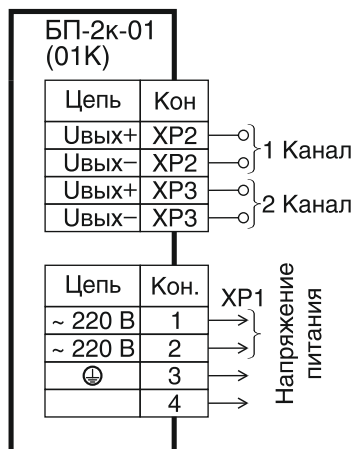 БП-2к-01
(01К)
Цепь Кон
Uвых+ XP2
Uвых– XP2
1 Канал
Uвых+ XP3
Uвых– XP3
2 Канал
Цепь Кон.
XP1
~ 220 В 1
~ 220 В 2
3
4
Напряжение
питания